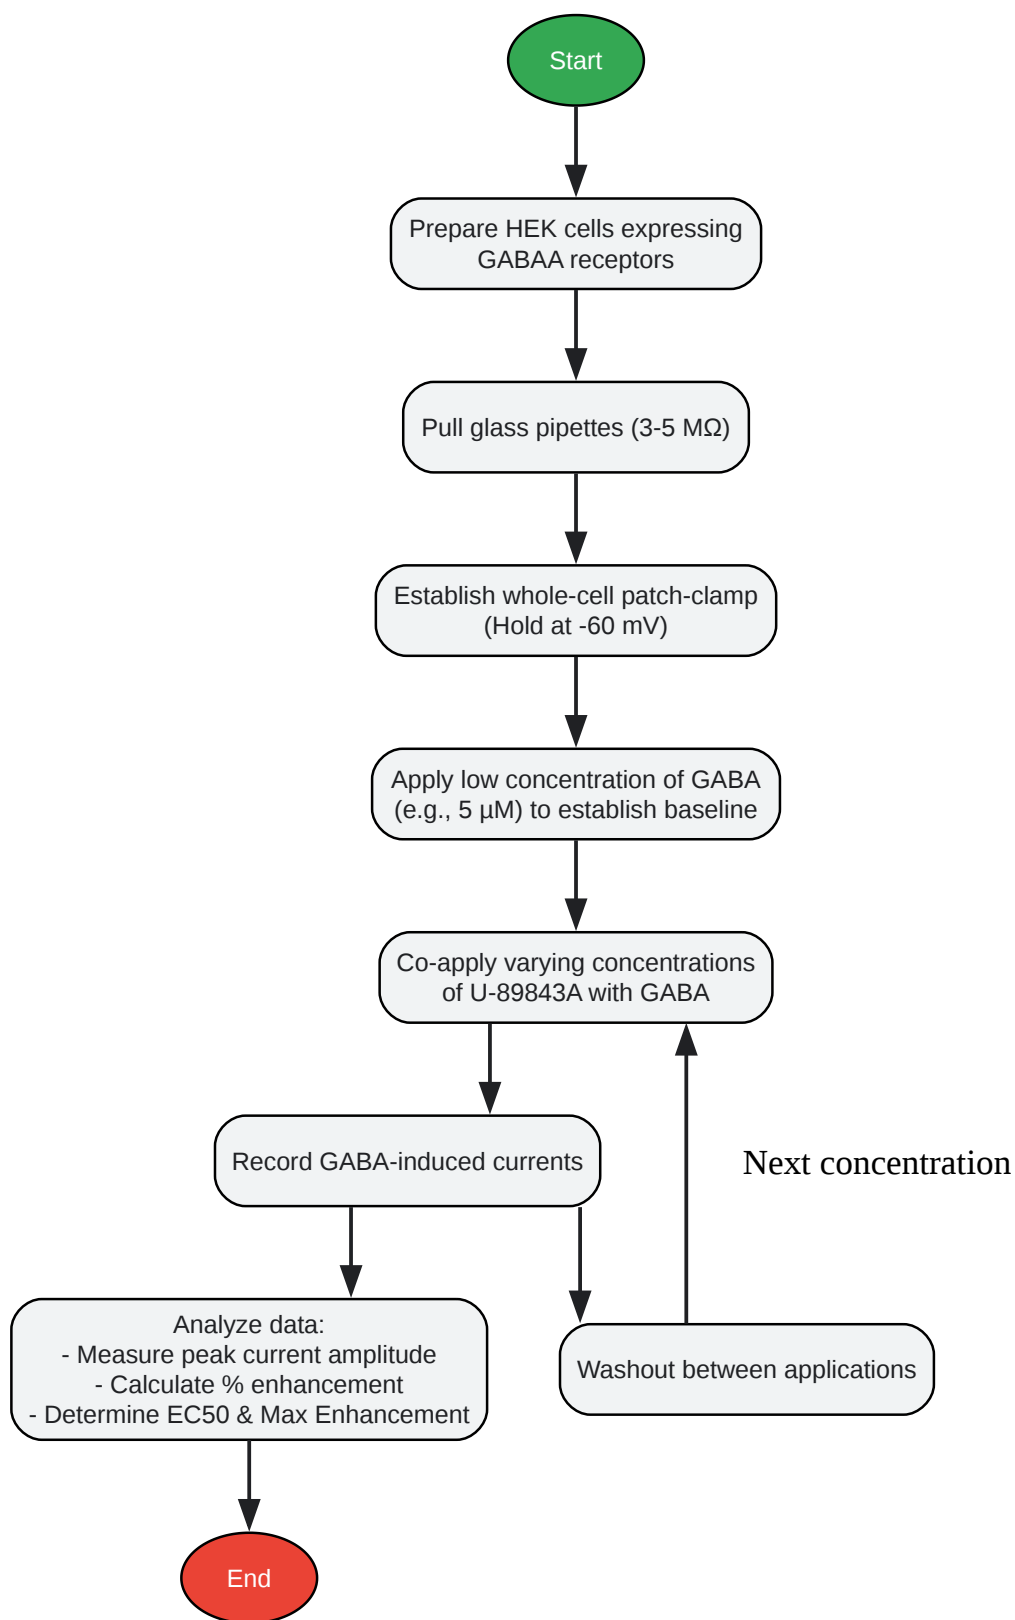 Start
Prepare HEK cells expressing
GABAA receptors
Pull glass pipettes (3-5 MΩ)
Establish whole-cell patch-clamp
(Hold at -60 mV)
Apply low concentration of GABA
(e.g., 5 µM) to establish baseline
Co-apply varying concentrations
of U-89843A with GABA
Record GABA-induced currents
Next concentration
Analyze data:
- Measure peak current amplitude
- Calculate % enhancement
- Determine EC50 & Max Enhancement
Washout between applications
End